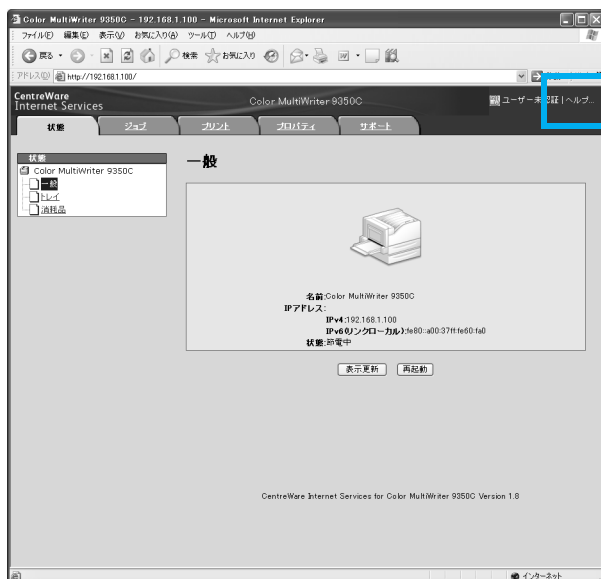 Color MultiWriter 9350C - 192.168.1.100 - Microsoft Internet Explorer
ファイル(F) 編集(E) 表示(V) お気に入り(A) ツール(T) ヘルプ(H)
戻る 検索 お気に入り
アドレス(D) http://192.168.1.100/
CentreWare
Internet Services
Color MultiWriter 9350C
ユーザー未認証 | ヘルプ...
状態 ジョブ プリント プロパティ サポート
状態
Color MultiWriter 9350C
一般
トレイ
消耗品
一般
名前:Color MultiWriter 9350C
IPアドレス:
IPv4:192.168.1.100
IPv6(リンクローカル):fe80::a00:37ff:fe60:fa0
状態:節電中
表示更新 再起動
CentreWare Internet Services for Color MultiWriter 9350C Version 1.8
インターネット